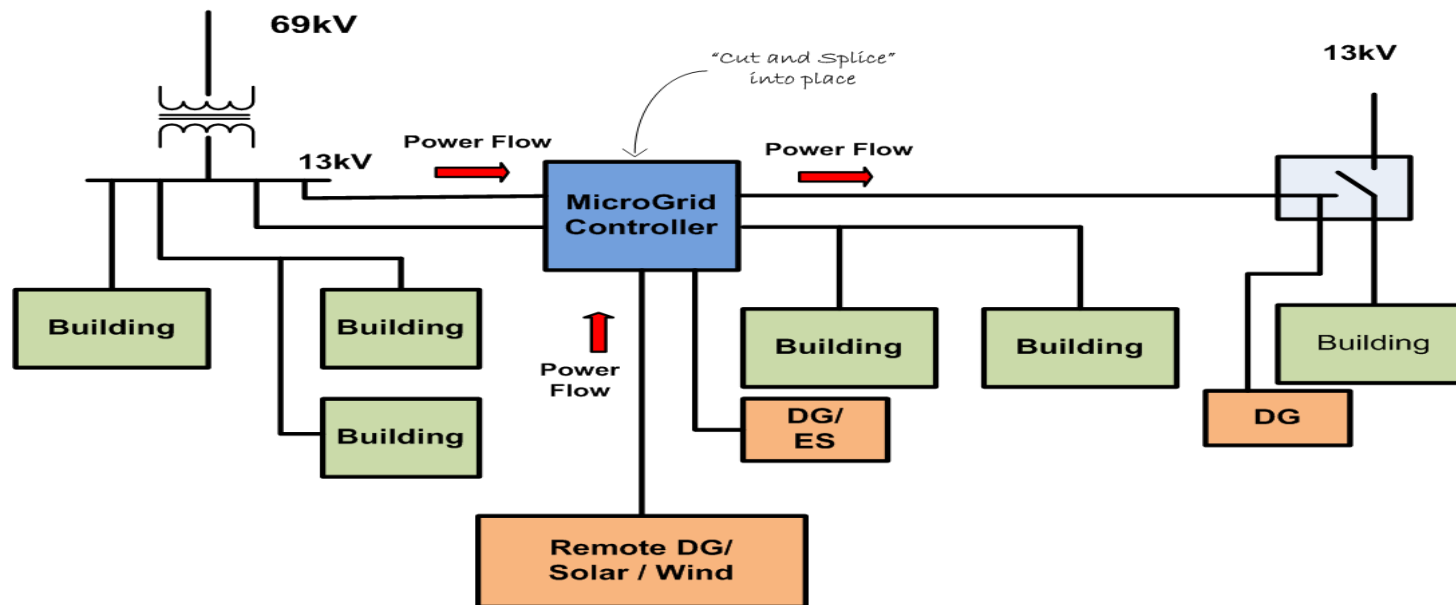 69kV
"Cut and Splice"
into place
13kV
Power Flow
Power Flow
13kV
MicroGrid
Controller
Building
Building
Building
Building
Building
Building
Power
Flow
DG/
ES
DG
Remote DG/
Solar / Wind